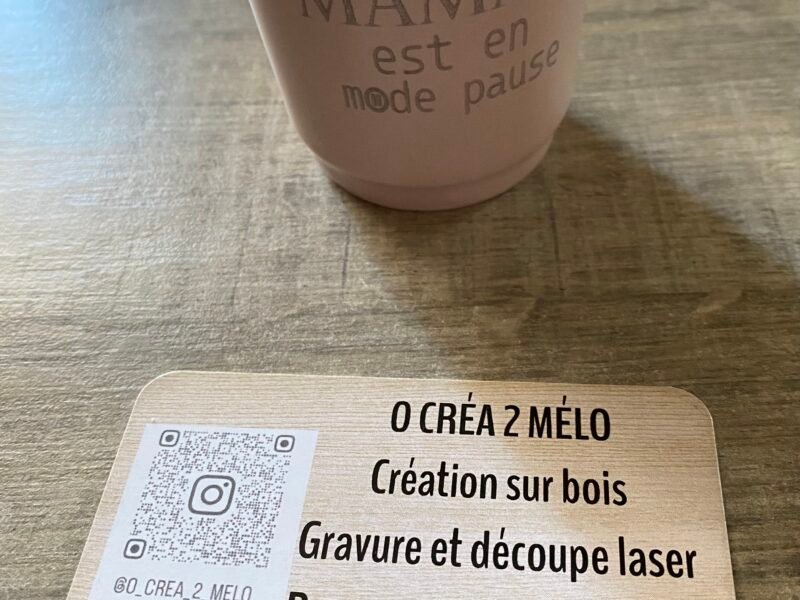 est en
mode pause
O CRÉA 2 MÉLO
Création sur bois
Gravure et découpe laser
@O_CREA_2_MELO